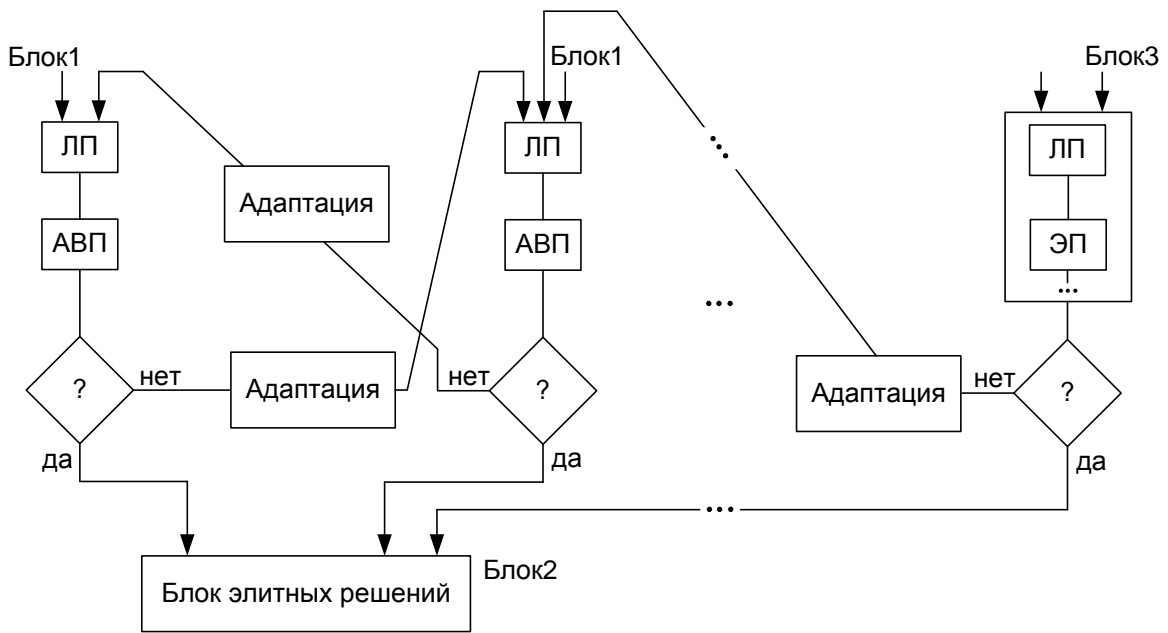 Блок1
Блок1
Блок3
ЛП
ЛП
ЛП
Адаптация
АВП
АВП
ЭП
...
...
...
?
нет
Адаптация
нет
?
Адаптация
нет
?
да
да
да
...
Блок элитных решений
Блок2